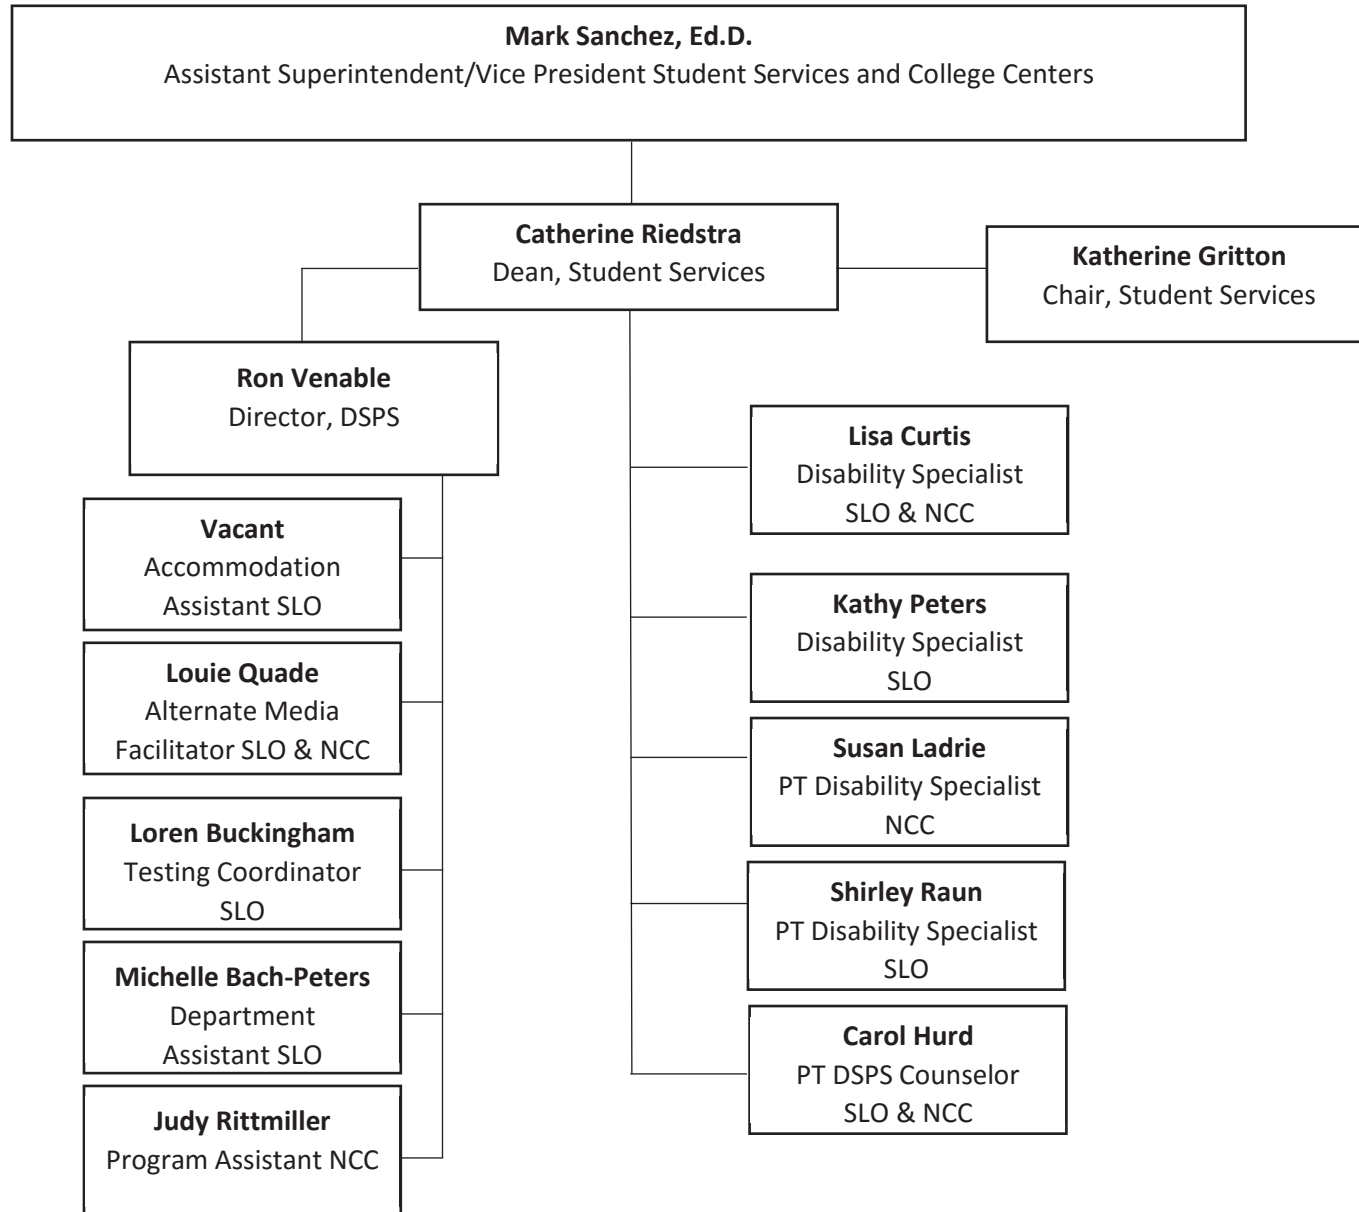 Mark Sanchez, Ed.D.
Assistant Superintendent/Vice President Student Services and College Centers
Catherine Riedstra
Dean, Student Services
Katherine Gritton
Chair, Student Services
Ron Venable
Director, DSPS
Vacant
Accommodation
Assistant SLO
Louie Quade
Alternate Media
Facilitator SLO & NCC
Loren Buckingham
Testing Coordinator
SLO
Michelle Bach-Peters
Department
Assistant SLO
Judy Rittmiller
Program Assistant NCC
Lisa Curtis
Disability Specialist
SLO & NCC
Kathy Peters
Disability Specialist
SLO
Susan Ladrie
PT Disability Specialist
NCC
Shirley Raun
PT Disability Specialist
SLO
Carol Hurd
PT DSPS Counselor
SLO & NCC